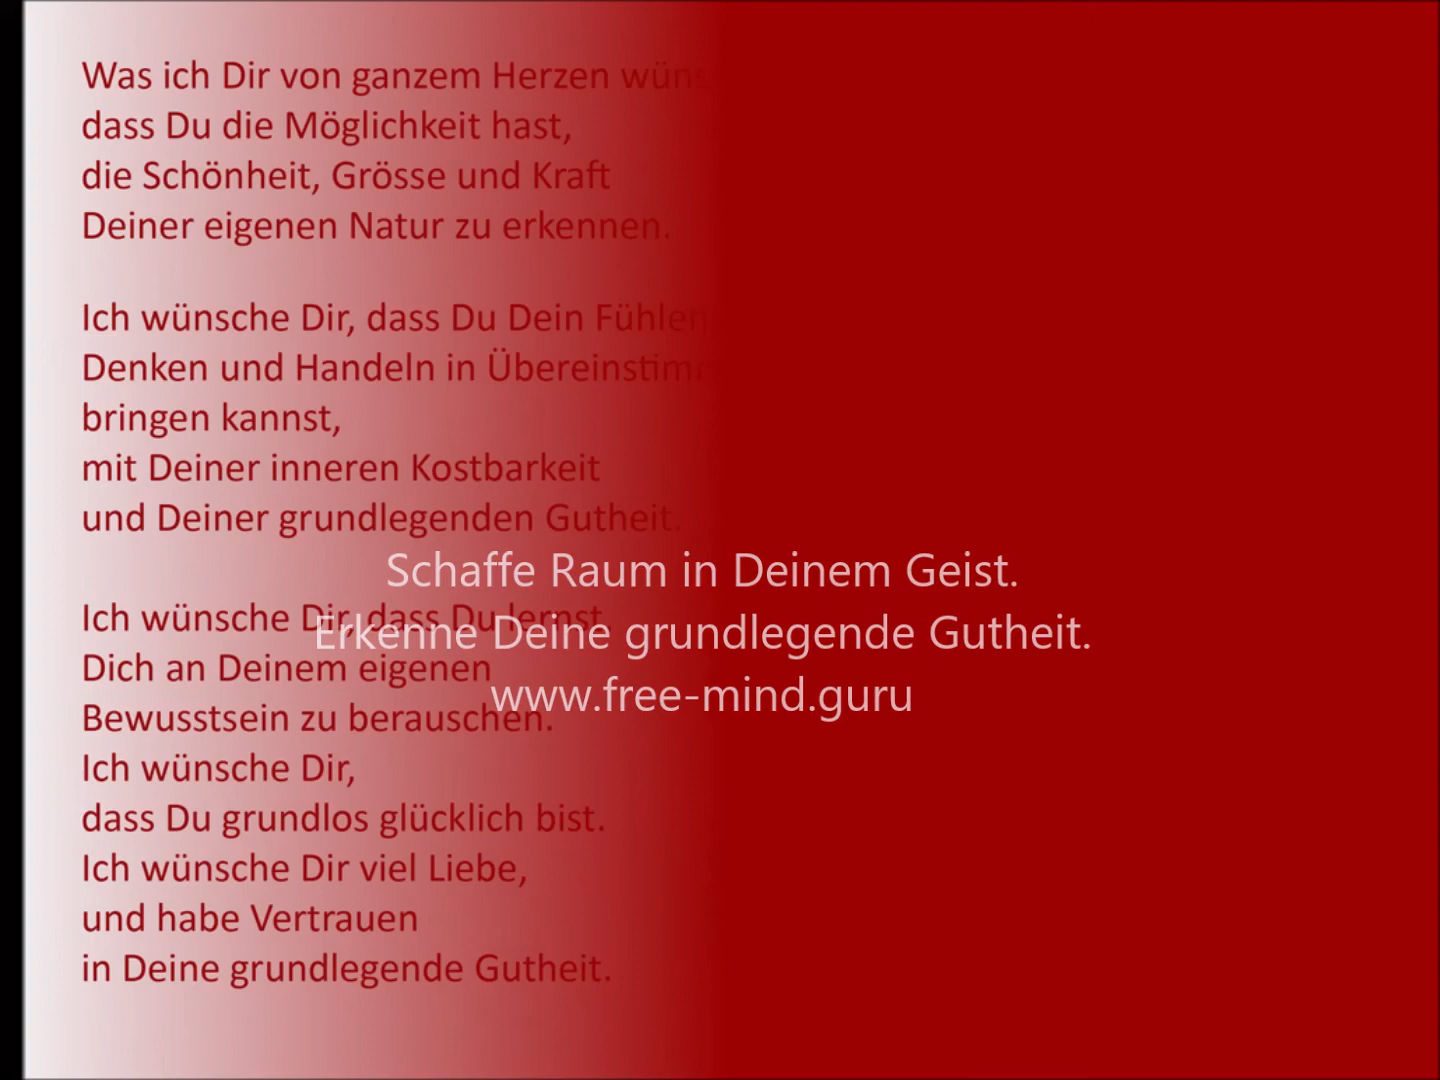 Was ich Dir von ganzem Herzen
dass Du die Möglichkeit hast,
die Schönheit, Grösse und Kraft
Deiner eigenen Natur zu erkennen.
Ich wünsche Dir, dass Du Dein Fühlen
Denken und Handeln in
bringen kannst,
mit Deiner inneren Kostbarkeit
und Deiner grundlegenden Gutheit.
Schaffe Raum in Deinem Geist.
Erkenne Deine grundlegende Gutheit.
www.free-mind.guru
Ich wünsche Dir, dass Du lernst,
Dich an Deinem eigenen
Bewusstsein zu berauschen.
Ich wünsche Dir,
dass Du grundlos glücklich bist.
Ich wünsche Dir viel Liebe,
und habe Vertrauen
in Deine grundlegende Gutheit.